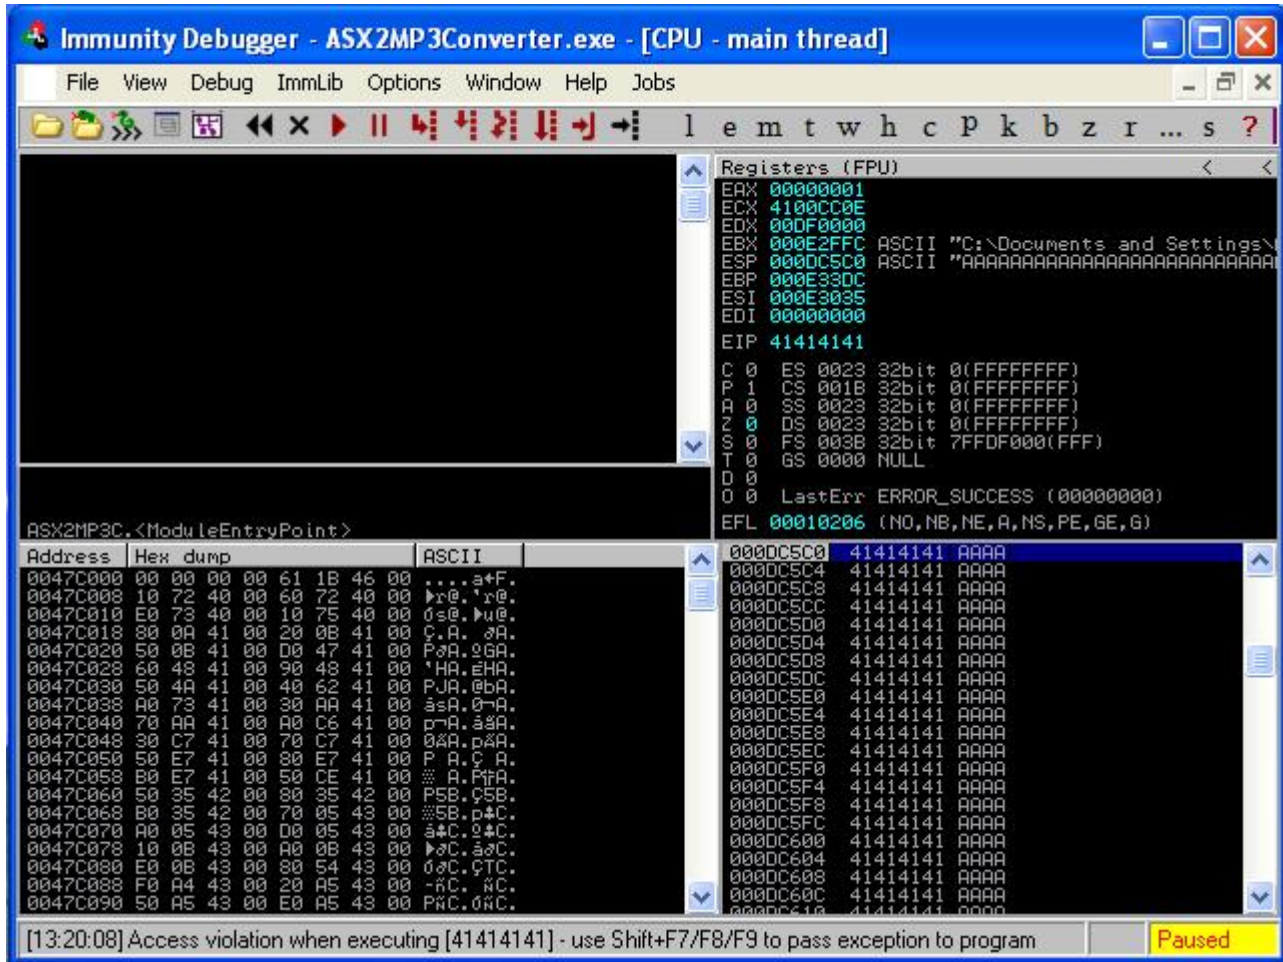 Immunity Debugger - ASX2MP3Converter.exe - [CPU - main thread]
File View Debug ImmLib Options Window Help Jobs
l e m t w h c P k b z r ... s ?
Registers (FPU) < <
EAX 00000001
ECX 4100CC0E
EDX 00DF0000
EBX 000E2FFC ASCII "C:\Documents and Settings\
ESP 000DC5C0 ASCII "AAAAAAAAAAAAAAAAAAAAAAAAAAAA
EBP 000E33DC
ESI 000E3035
EDI 00000000
EIP 41414141
C 0 ES 0023 32bit 0(FFFFFFFF)
P 1 CS 001B 32bit 0(FFFFFFFF)
A 0 SS 0023 32bit 0(FFFFFFFF)
Z 0 DS 0023 32bit 0(FFFFFFFF)
S 0 FS 003B 32bit 7FFDF000(FFF)
T 0 GS 0000 NULL
D 0
O 0 LastErr ERROR_SUCCESS (00000000)
EFL 00010206 (NO,NB,NE,A,NS,PE,GE,G)
ASX2MP3C.<ModuleEntryPoint>
Address Hex dump ASCII
0047C000 00 00 00 00 61 1B 46 00
0047C008 10 72 40 00 60 72 40 00
0047C010 E0 73 40 00 10 75 40 00
0047C018 80 0A 41 00 20 0B 41 00
0047C020 50 0B 41 00 D0 47 41 00
0047C028 60 48 41 00 90 48 41 00
0047C030 50 4A 41 00 40 62 41 00
0047C038 A0 73 41 00 30 AA 41 00
0047C040 70 AA 41 00 A0 C6 41 00
0047C048 30 C7 41 00 70 C7 41 00
0047C050 50 E7 41 00 80 E7 41 00
0047C058 B0 E7 41 00 50 CE 41 00
0047C060 50 35 42 00 80 35 42 00
0047C068 B0 35 42 00 70 05 43 00
0047C070 A0 05 43 00 D0 05 43 00
0047C078 10 0B 43 00 A0 0B 43 00
0047C080 E0 0B 43 00 80 54 43 00
0047C088 F0 A4 43 00 20 A5 43 00
0047C090 50 A5 43 00 E0 A5 43 00
000DC5C0 41414141 AAAA
000DC5C4 41414141 AAAA
000DC5C8 41414141 AAAA
000DC5CC 41414141 AAAA
000DC5D0 41414141 AAAA
000DC5D4 41414141 AAAA
000DC5D8 41414141 AAAA
000DC5DC 41414141 AAAA
000DC5E0 41414141 AAAA
000DC5E4 41414141 AAAA
000DC5E8 41414141 AAAA
000DC5EC 41414141 AAAA
000DC5F0 41414141 AAAA
000DC5F4 41414141 AAAA
000DC5F8 41414141 AAAA
000DC5FC 41414141 AAAA
000DC600 41414141 AAAA
000DC604 41414141 AAAA
000DC608 41414141 AAAA
000DC60C 41414141 AAAA
000DC610 41414141 AAAA
[13:20:08] Access violation when executing [41414141] - use Shift+F7/F8/F9 to pass exception to program Paused